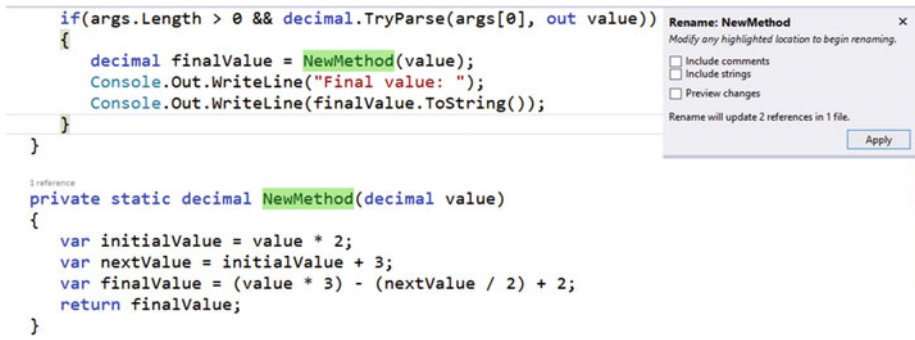 if(args.Length > 0 && decimal.TryParse(args[0], out value))
{
decimal finalValue = NewMethod(value);
Console.Out.WriteLine("Final value: ");
Console.Out.WriteLine(finalValue.ToString());
}
}
Rename: NewMethod
Modify any highlighted location to begin renaming.
Include comments
Include strings
Preview changes
Rename will update 2 references in 1 file.
Apply
1 reference
private static decimal NewMethod(decimal value)
{
var initialValue = value * 2;
var nextValue = initialValue + 3;
var finalValue = (value * 3) - (nextValue / 2) + 2;
return finalValue;
}